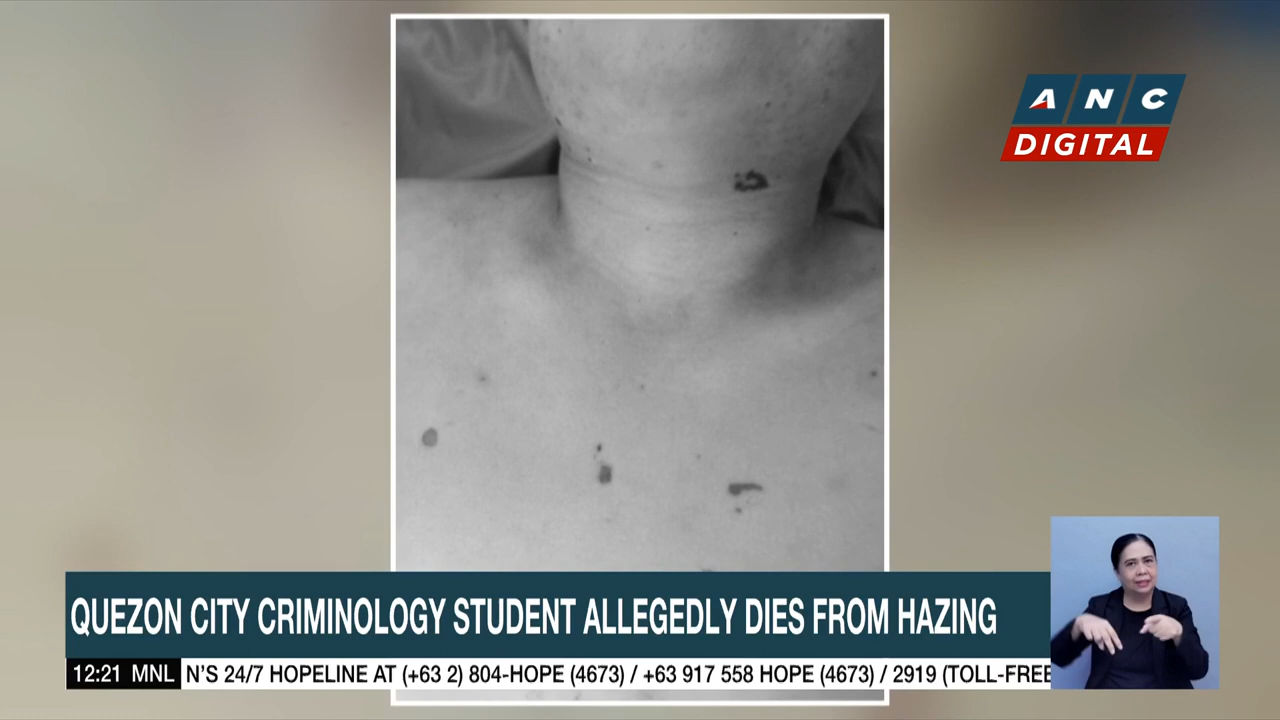 ANC
DIGITAL
QUEZON CITY CRIMINOLOGY STUDENT ALLEGEDLY DIES FROM HAZING
12:21 MNL N'S 24/7 HOPELINE AT (+63 2) 804-HOPE (4673) / +63 917 558 HOPE (4673) / 2919 (TOLL-FREE